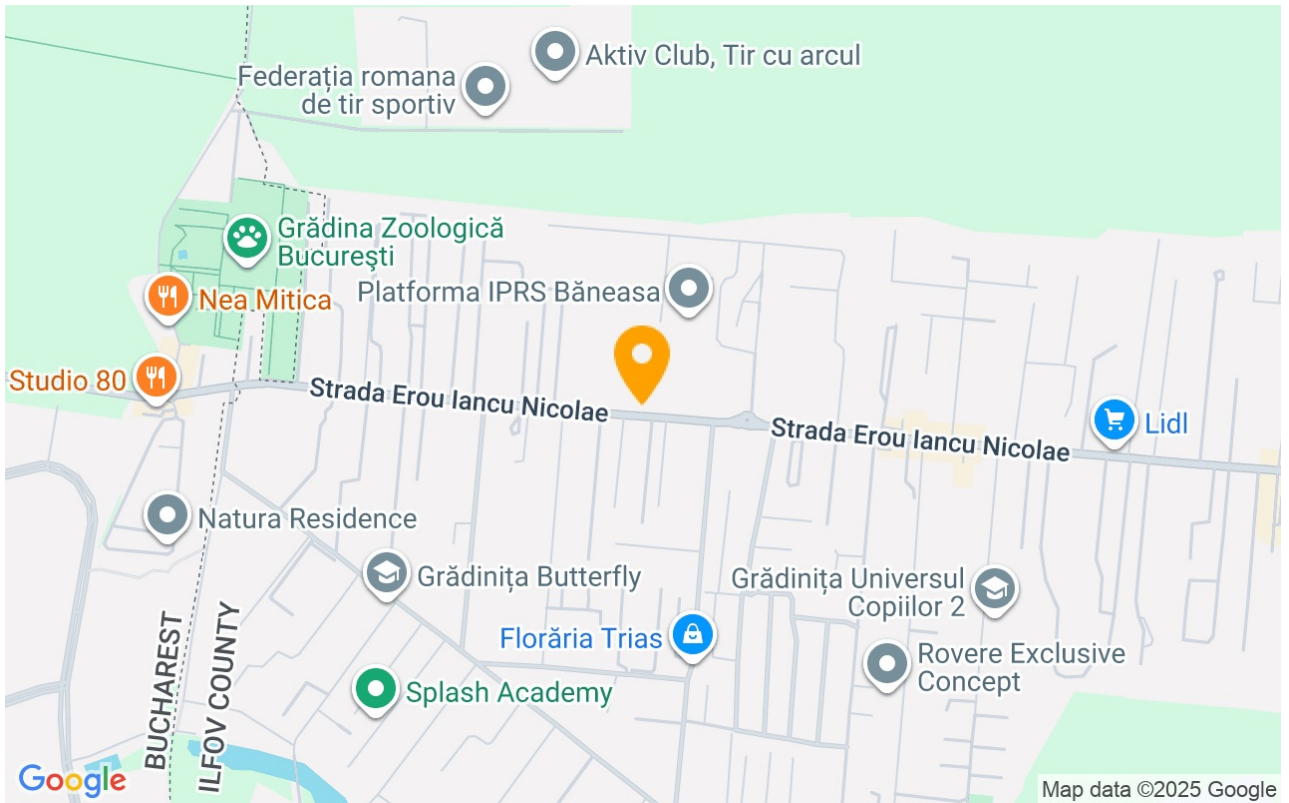 Aktiv Club, Tir cu arcul
Federația romana
de tir sportiv
Grădina Zoologică
Bucureşti
Platforma IPRS Băneasa
Nea Mitica
Studio 80
Strada Erou Iancu Nicolae
Strada Erou Iancu Nicolae
Lidl
Natura Residence
Grădinița Butterfly
Grădinița Universul
Copiilor 2
Florăria Trias
Rovere Exclusive
Concept
Splash Academy
BUCHAREST
ILFOV COUNTY
Google
Map data ©2025 Google